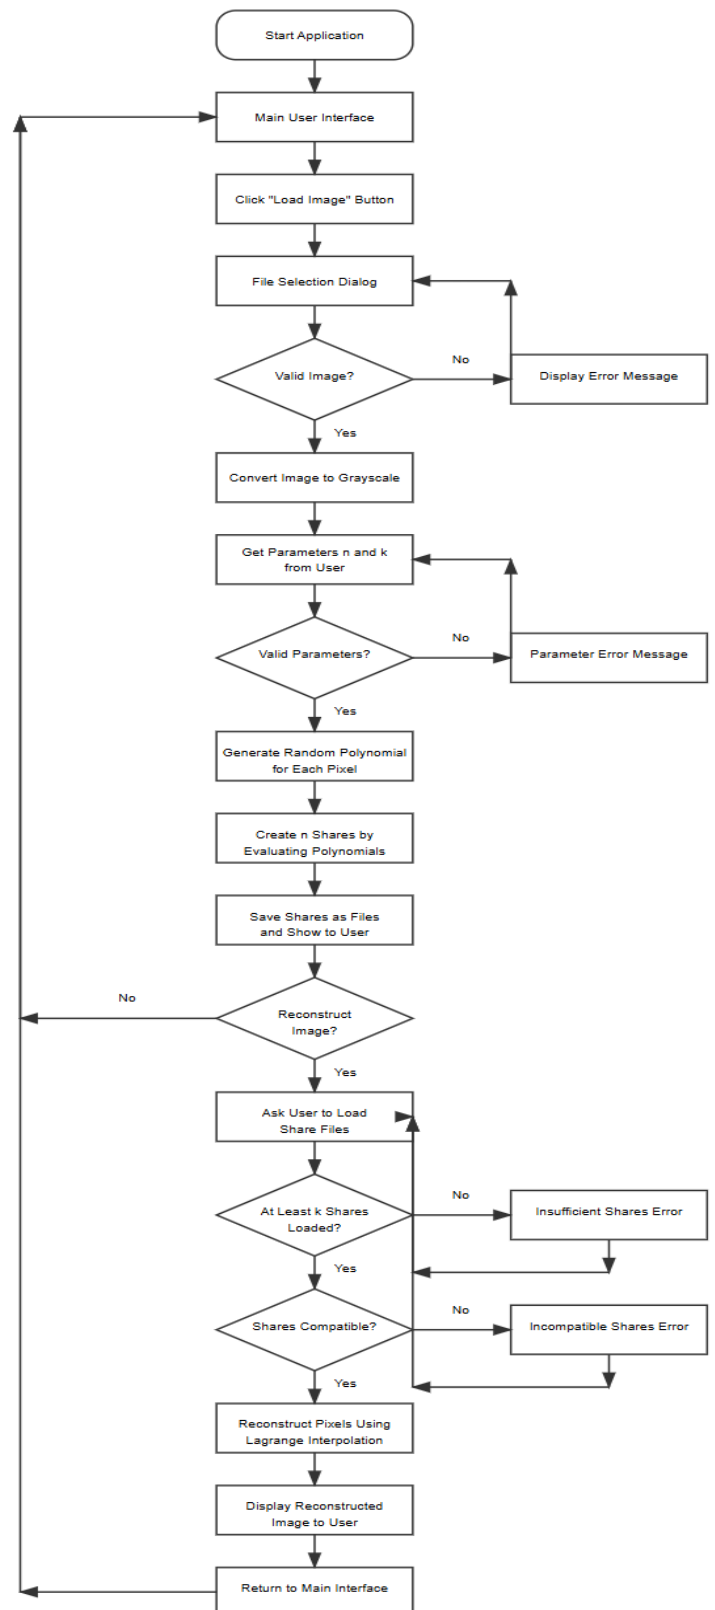 Start Application
Main User Interface
Click "Load Image" Button
File Selection Dialog
Valid Image?
No
Display Error Message
Yes
Convert Image to Grayscale
Get Parameters n and k
from User
Valid Parameters?
No
Parameter Error Message
Yes
Generate Random Polynomial
for Each Pixel
Create n Shares by
Evaluating Polynomials
Save Shares as Files
and Show to User
No
Reconstruct
Image?
Yes
Ask User to Load
Share Files
At Least k Shares
Loaded?
No
Insufficient Shares Error
Yes
Shares Compatible?
No
Incompatible Shares Error
Yes
Reconstruct Pixels Using
Lagrange Interpolation
Display Reconstructed
Image to User
Return to Main Interface